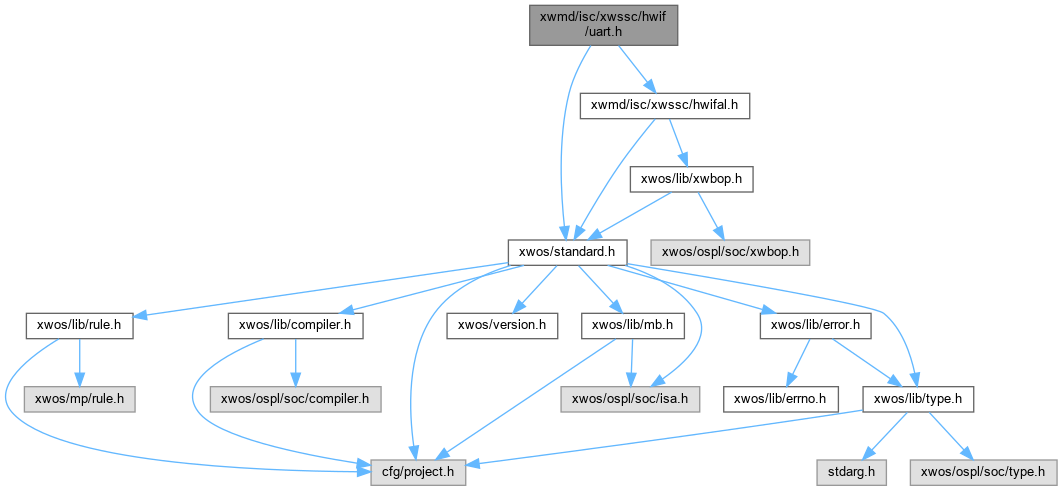 xwmd/isc/xwssc/hwif
/uart.h
xwmd/isc/xwssc/hwifal.h
xwos/lib/xwbop.h
xwos/standard.h
xwos/ospl/soc/xwbop.h
xwos/lib/rule.h
xwos/lib/compiler.h
xwos/version.h
xwos/lib/mb.h
xwos/lib/error.h
xwos/mp/rule.h
xwos/ospl/soc/compiler.h
xwos/ospl/soc/isa.h
xwos/lib/errno.h
xwos/lib/type.h
cfg/project.h
stdarg.h
xwos/ospl/soc/type.h